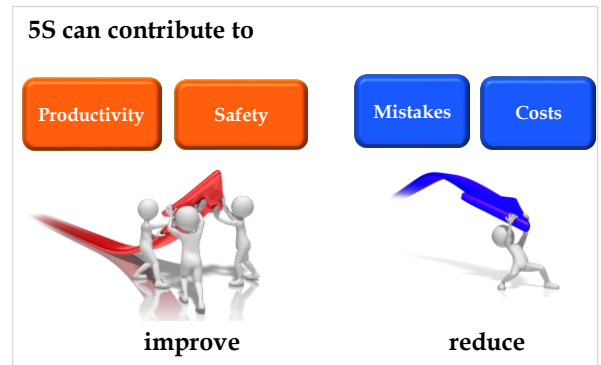 5S can contribute to
Productivity
Safety
Mistakes
Costs
improve
reduce